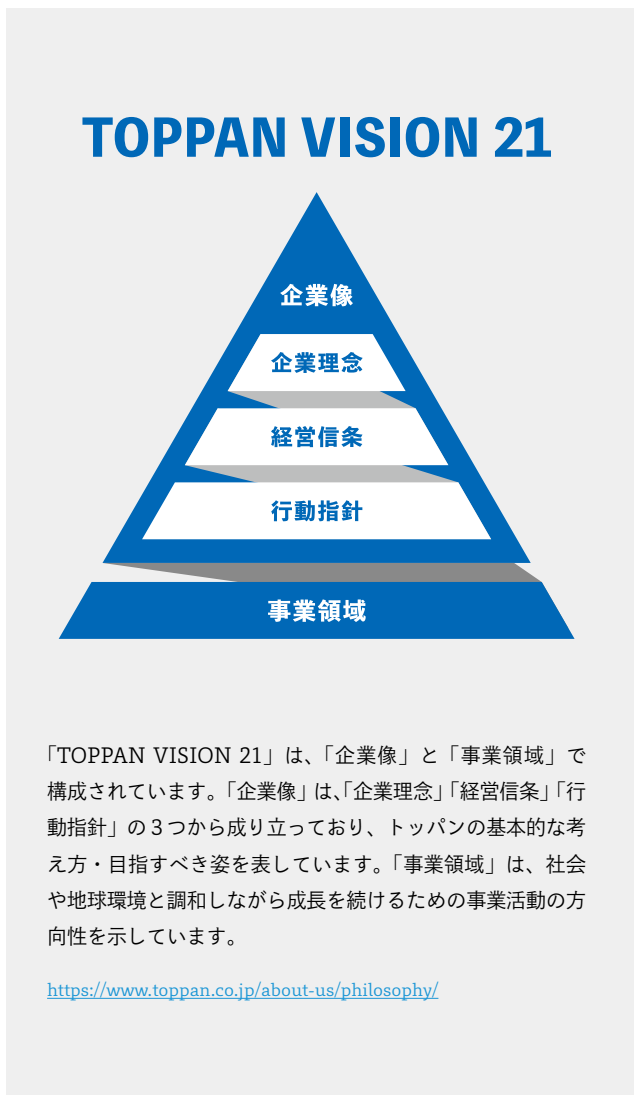 TOPPAN VISION 21
企業像
企業理念
経営信条
行動指針
事業領域
「TOPPAN VISION 21」は、「企業像」と「事業領域」で
構成されています。「企業像」は、「企業理念」「経営信条」「行
動指針」の３つから成り立っており、トッパンの基本的な考
え方・目指すべき姿を表しています。「事業領域」は、社会
や地球環境と調和しながら成長を続けるための事業活動の方
向性を示しています。
https://www.toppan.co.jp/about-us/philosophy/